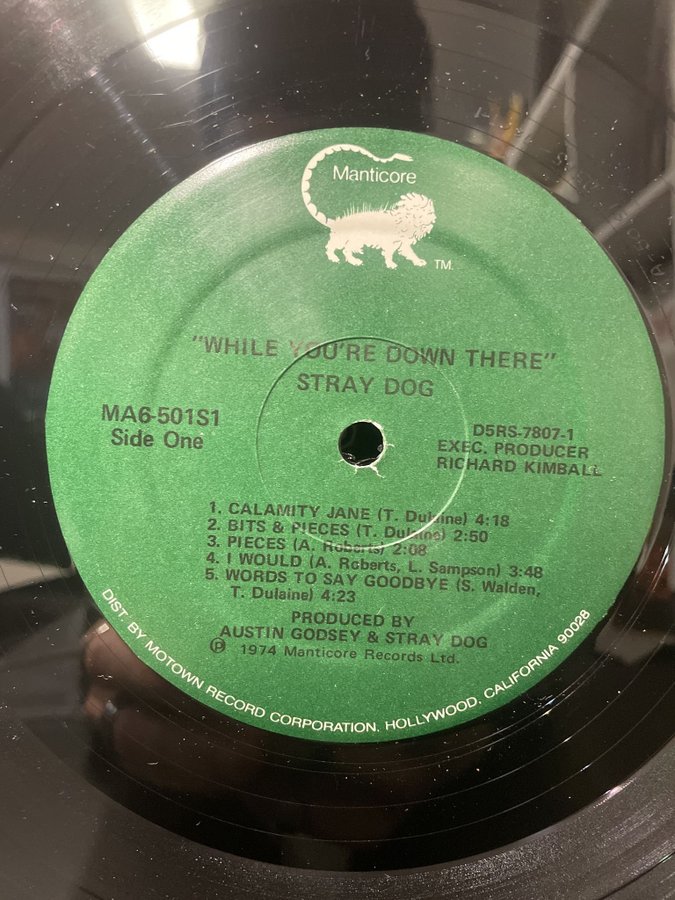 Manticore
TM
"WHILE YOU'RE DOWN THERE"
STRAY DOG
MA6-501S1
Side One
D5RS-7807-1
EXEC. PRODUCER
RICHARD KIMBALL
1. CALAMITY JANE (T. Dulaine) 4:18
2. BITS & PIECES (T. Dulaine) 2:50
3. PIECES (A. Roberts) 2:08
4. I WOULD (A. Roberts, L. Sampson) 3:48
5. WORDS TO SAY GOODBYE (S. Walden,
T. Dulaine) 4:23
PRODUCED BY
AUSTIN GODSEY & STRAY DOG
℗ 1974 Manticore Records Ltd.
DIST. BY MOTOWN RECORD CORPORATION, HOLLYWOOD, CALIFORNIA 90028